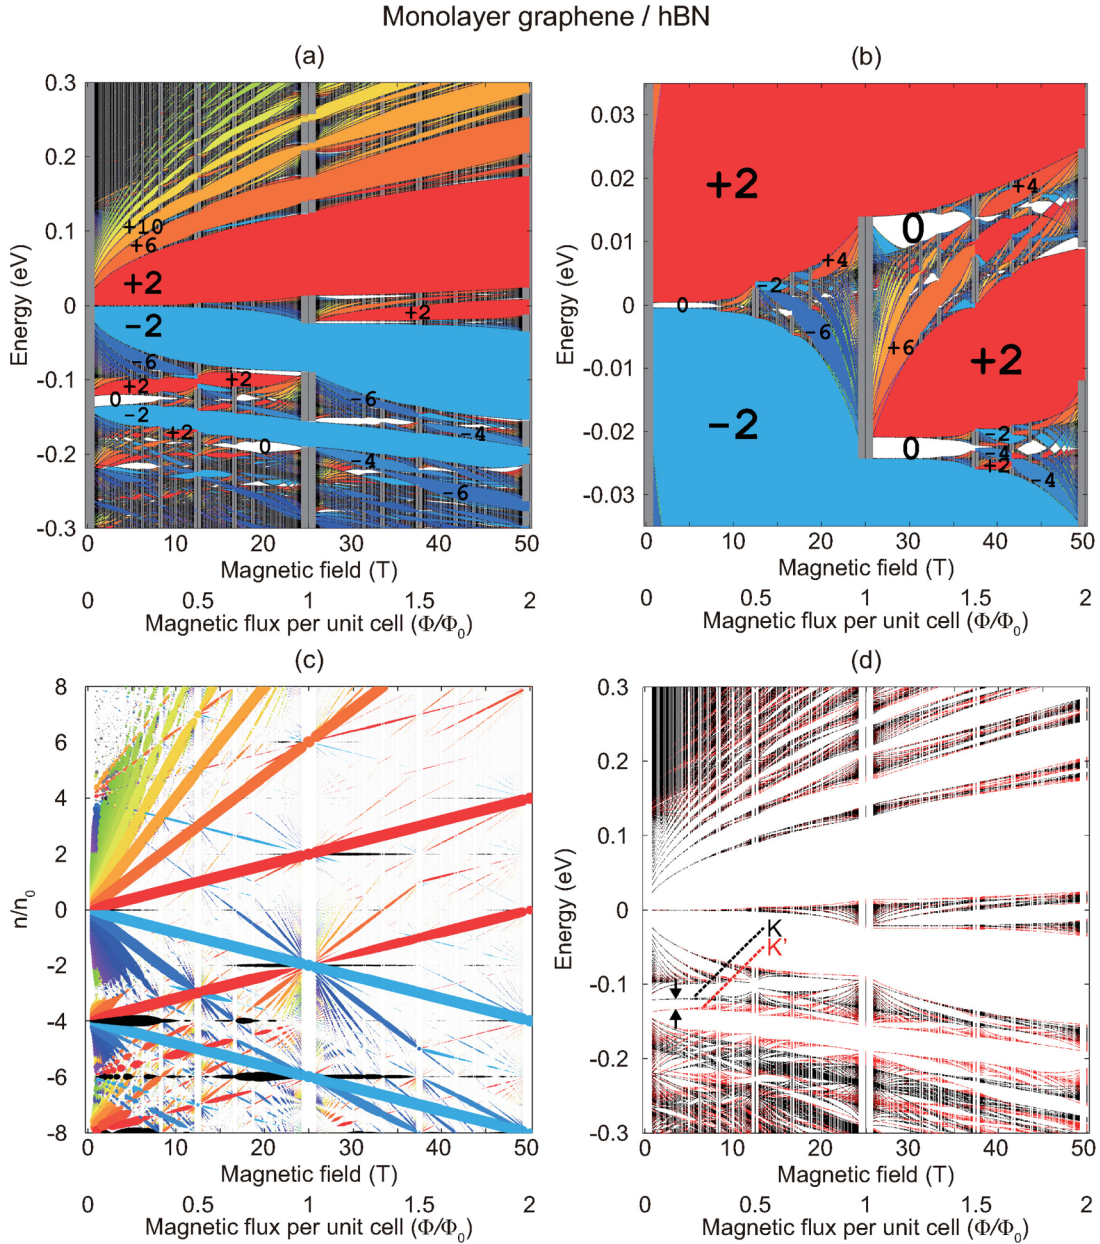 Monolayer graphene / hBN
(a)
0.3
0.2
0.1
0
-0.1
-0.2
-0.3
Energy (eV)
+10
+6
+2
-2
-6
+2
+2
0
-2
+2
0
+2
-6
-4
-4
-6
0 10 20 30 40 50
Magnetic field (T)
0 0.5 1 1.5 2
Magnetic flux per unit cell (Φ/Φ0)
(b)
0.03
0.02
0.01
0
-0.01
-0.02
-0.03
Energy (eV)
+2
+4
0
+4
-2
0
-6
+6
+2
-2
0
-2
-4
+2
-4
0 10 20 30 40 50
Magnetic field (T)
0 0.5 1 1.5 2
Magnetic flux per unit cell (Φ/Φ0)
(c)
8
6
4
2
0
-2
-4
-6
-8
n/n0
0 10 20 30 40 50
Magnetic field (T)
0 0.5 1 1.5 2
Magnetic flux per unit cell (Φ/Φ0)
(d)
0.3
0.2
0.1
0
-0.1
-0.2
-0.3
Energy (eV)
K
K'
0 10 20 30 40 50
Magnetic field (T)
0 0.5 1 1.5 2
Magnetic flux per unit cell (Φ/Φ0)